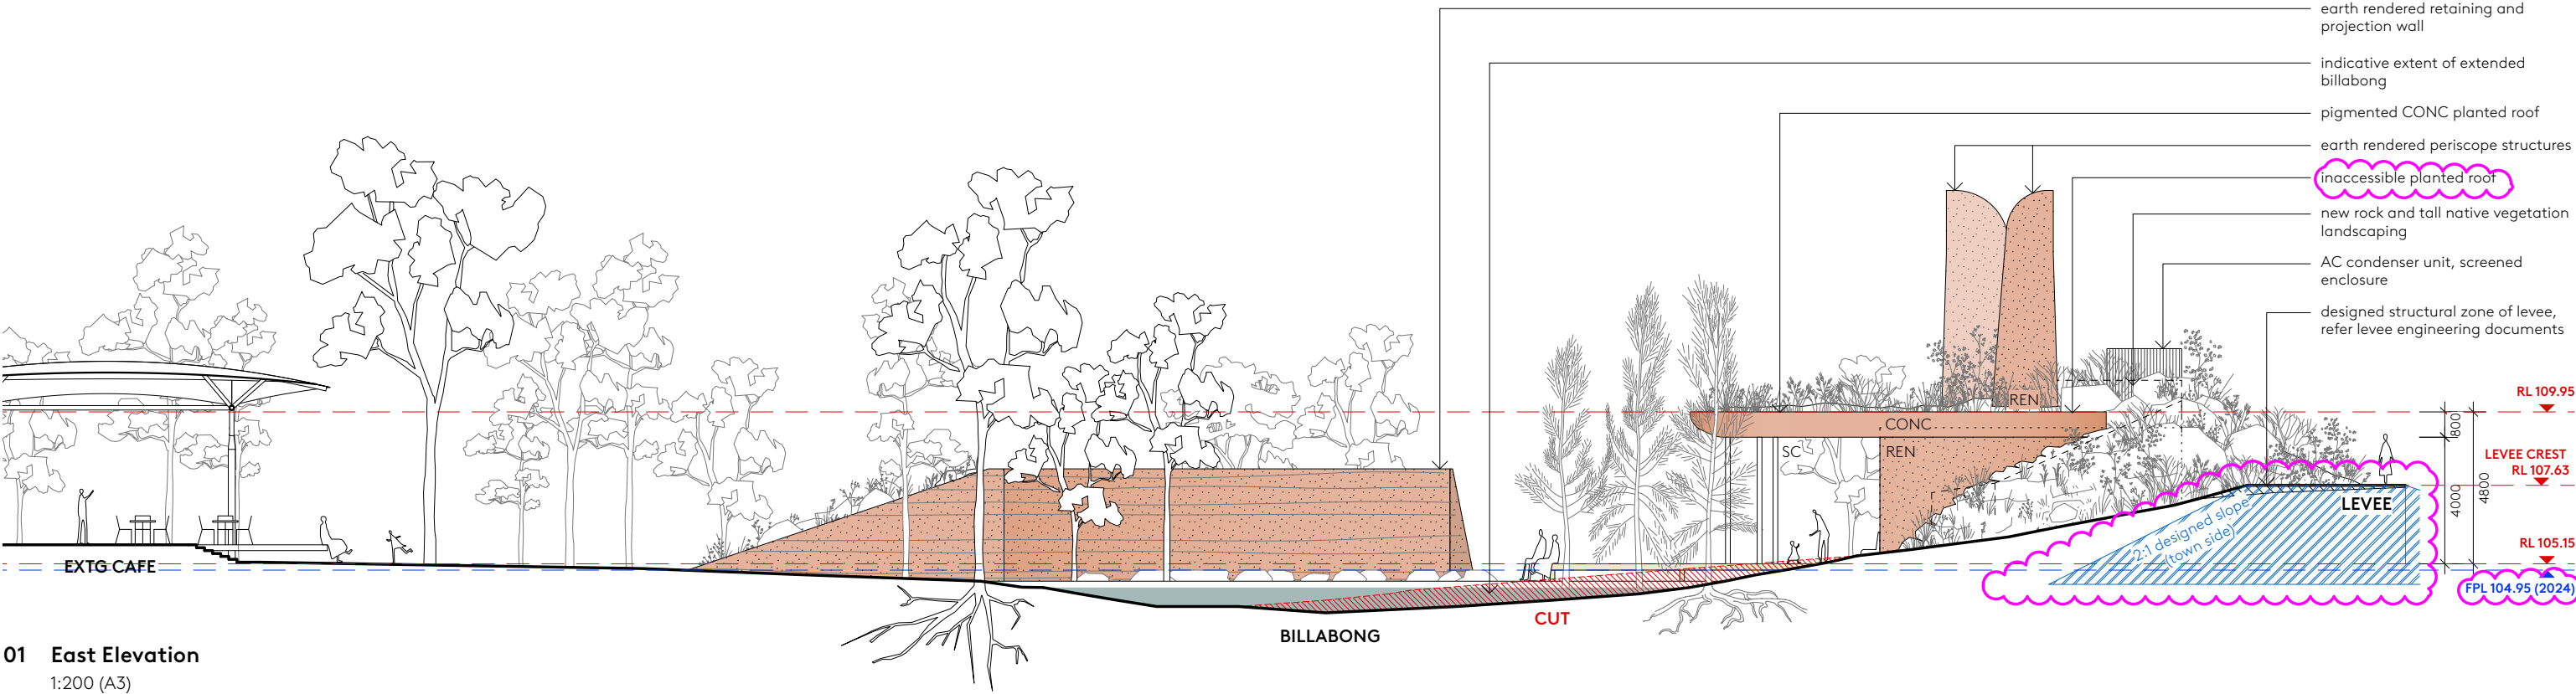 earth rendered retaining and
projection wall
indicative extent of extended
billabong
pigmented CONC planted roof
earth rendered periscope structures
inaccessible planted roof
new rock and tall native vegetation
landscaping
AC condenser unit, screened
enclosure
designed structural zone of levee,
refer levee engineering documents
RL 109.95
REN
CONC
800
SC
REN
LEVEE CREST
RL 107.63
4000
4800
LEVEE
2:1 designed slope
(town side)
RL 105.15
EXTG CAFE
FPL 104.95 (2024)
CUT
BILLABONG
01 East Elevation
1:200 (A3)